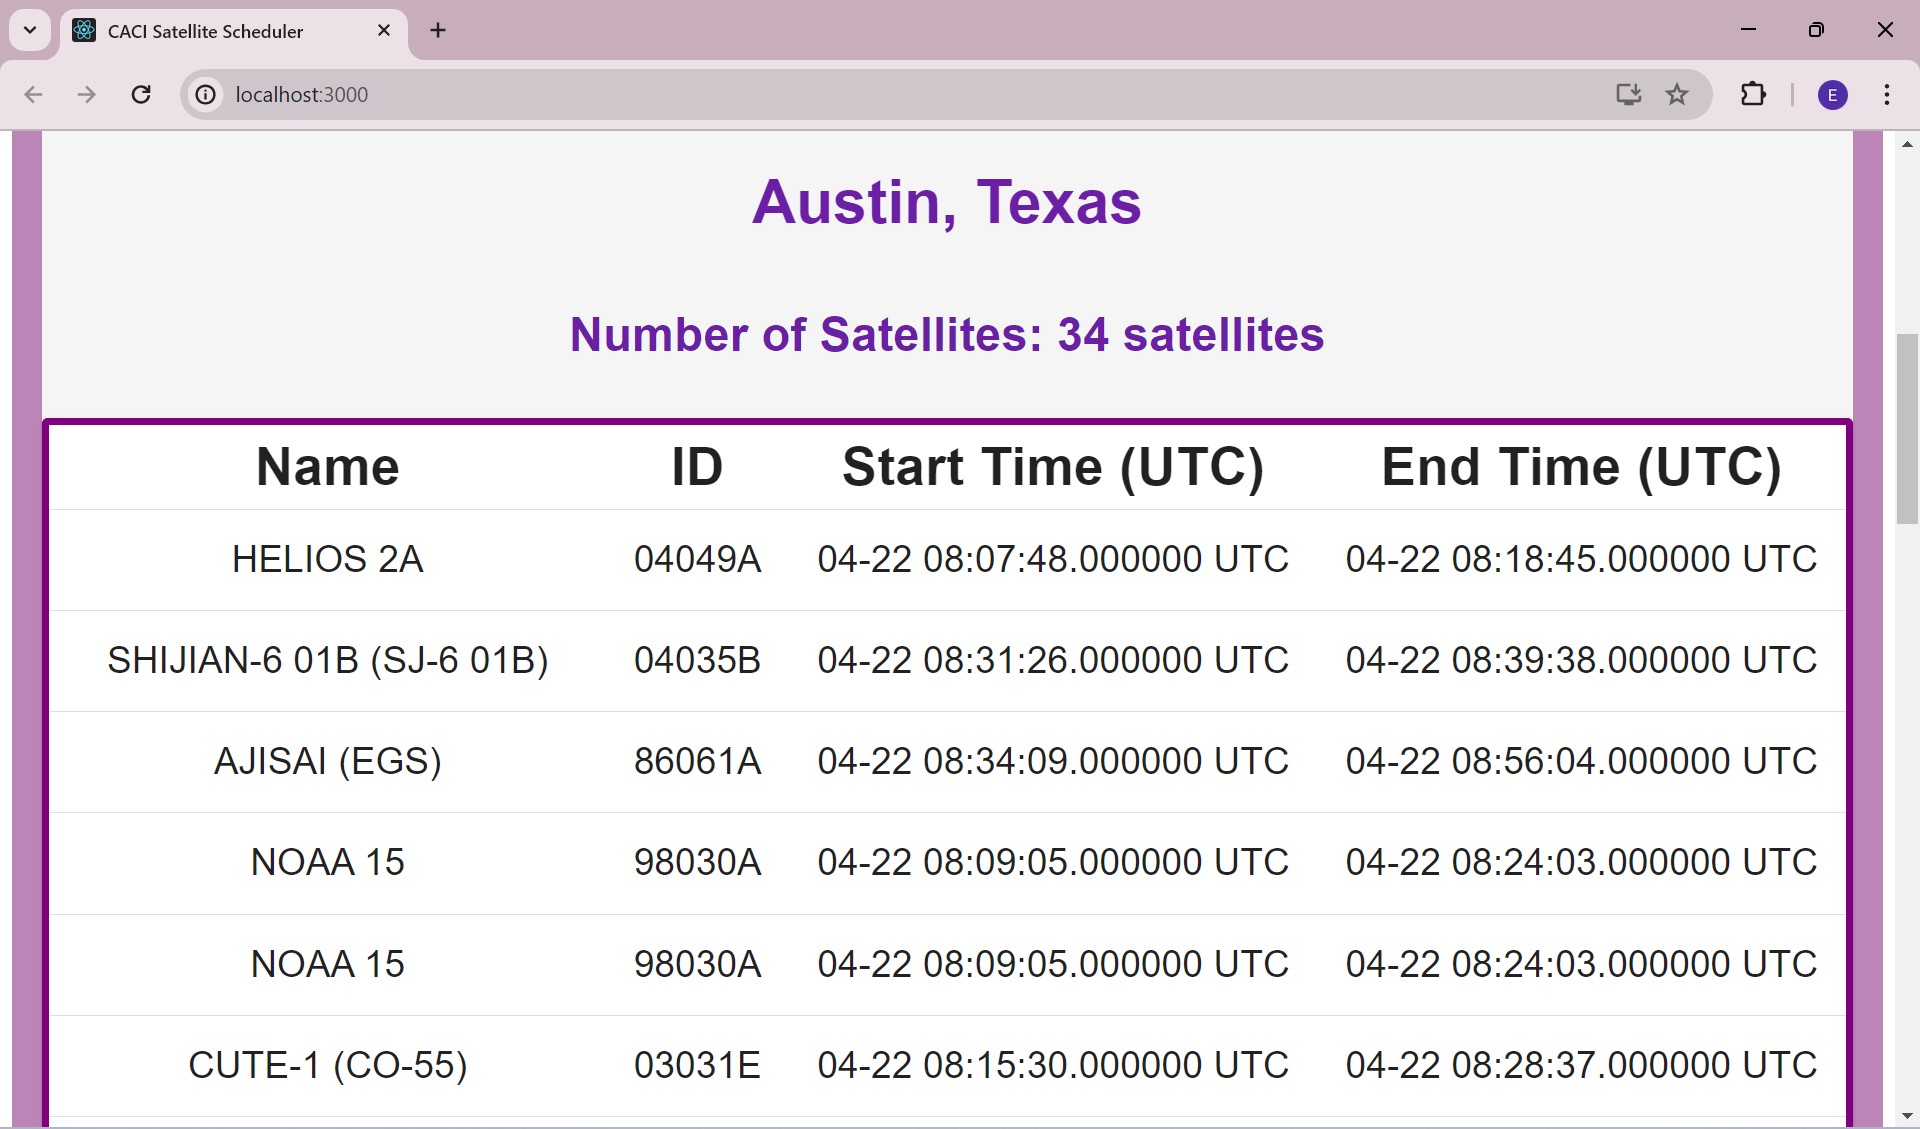 CACI Satellite Scheduler
localhost:3000
E
Austin, Texas
Number of Satellites: 34 satellites
Name ID Start Time (UTC) End Time (UTC)
HELIOS 2A 04049A 04-22 08:07:48.000000 UTC 04-22 08:18:45.000000 UTC
SHIJIAN-6 01B (SJ-6 01B) 04035B 04-22 08:31:26.000000 UTC 04-22 08:39:38.000000 UTC
AJISAI (EGS) 86061A 04-22 08:34:09.000000 UTC 04-22 08:56:04.000000 UTC
NOAA 15 98030A 04-22 08:09:05.000000 UTC 04-22 08:24:03.000000 UTC
NOAA 15 98030A 04-22 08:09:05.000000 UTC 04-22 08:24:03.000000 UTC
CUTE-1 (CO-55) 03031E 04-22 08:15:30.000000 UTC 04-22 08:28:37.000000 UTC